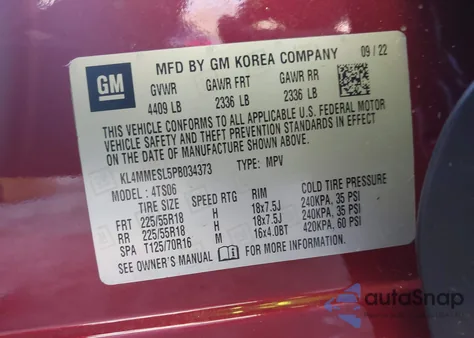 MFD BY GM KOREA COMPANY 09/22
GM
GVWR GAWR FRT GAWR RR
4409 LB 2336 LB 2336 LB
THIS VEHICLE CONFORMS TO ALL APPLICABLE U.S. FEDERAL MOTOR
VEHICLE SAFETY AND THEFT PREVENTION STANDARDS IN EFFECT
ON THE DATE OF MANUFACTURE SHOWN ABOVE.
KL4MMESL5PB034373 TYPE: MPV
MODEL: 4TS06
TIRE SIZE SPEED RTG RIM COLD TIRE PRESSURE
FRT 225/55R18 H 18x7.5J 240KPA, 35 PSI
RR 225/55R18 H 18x7.5J 240KPA, 35 PSI
SPA T125/70R16 M 16x4.0BT 420KPA, 60 PSI
SEE OWNER'S MANUAL FOR MORE INFORMATION.
autoSnap